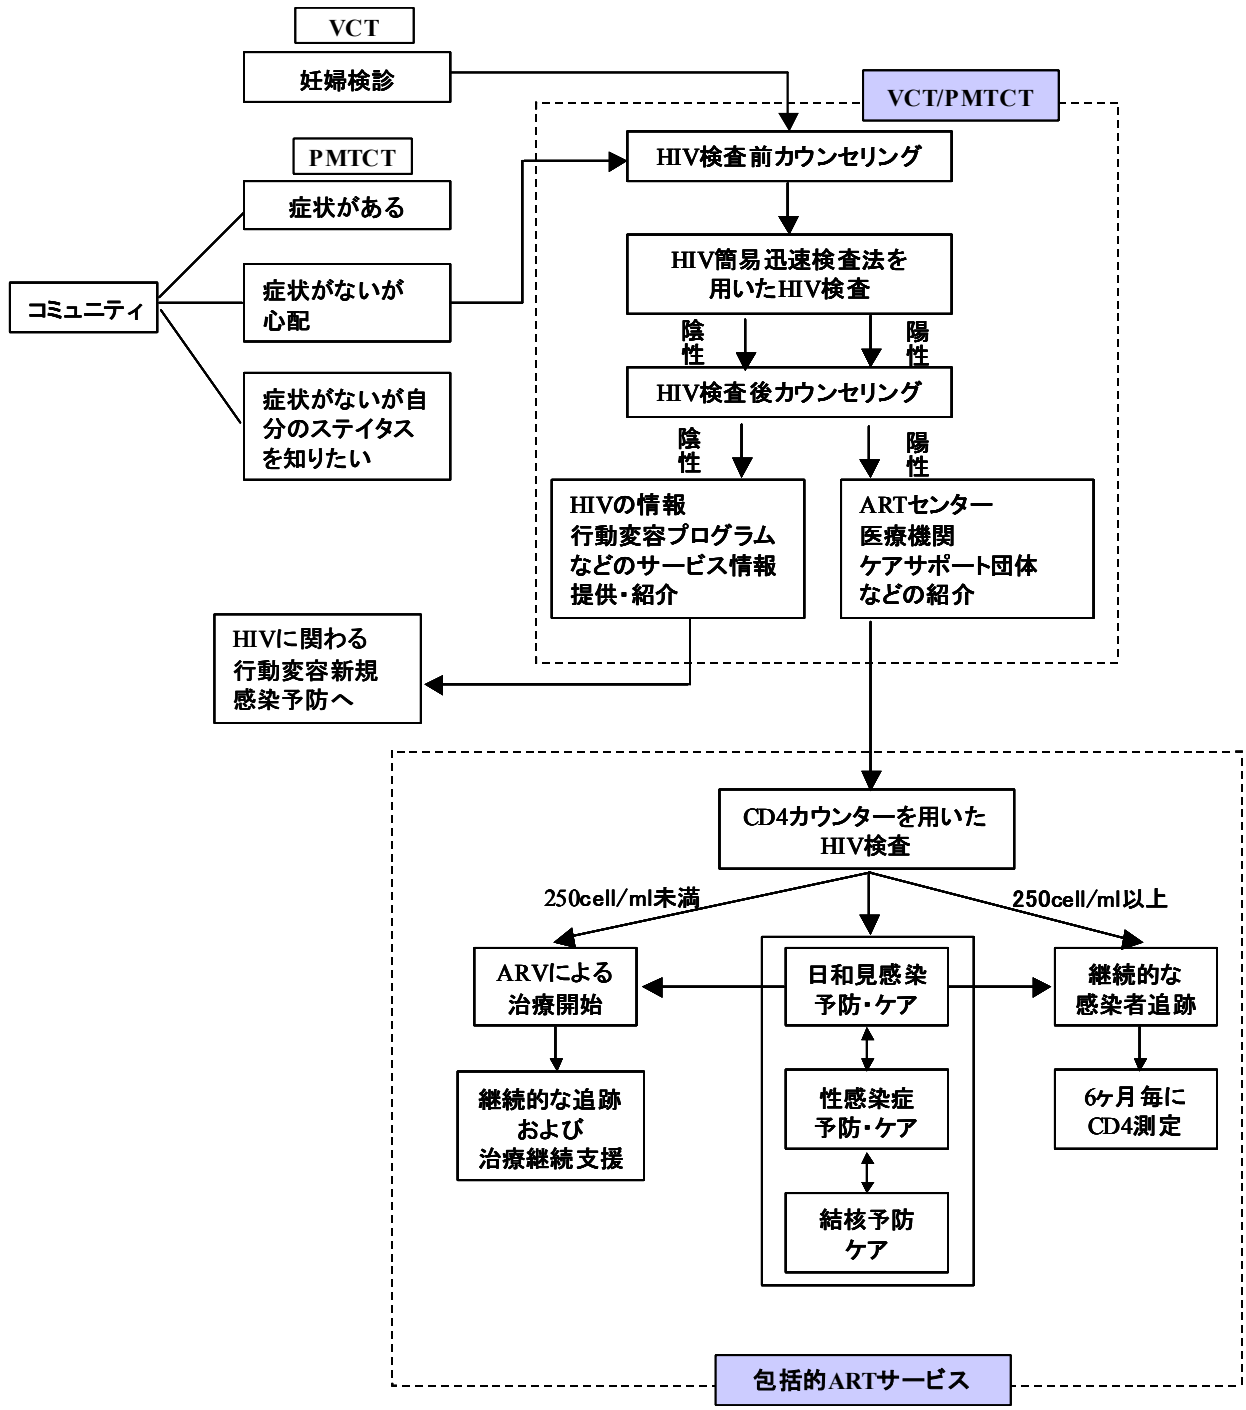 VCT
妊婦検診
VCT/PMTCT
PMTCT
症状がある
コミュニティ
症状がないが
心配
症状がないが自
分のステイタス
を知りたい
HIV検査前カウンセリング
HIV簡易迅速検査法を
用いたHIV検査
陰性
陽性
HIV検査後カウンセリング
陰性
陽性
HIVの情報
行動変容プログラム
などのサービス情報
提供・紹介
ARTセンター
医療機関
ケアサポート団体
などの紹介
HIVに関わる
行動変容新規
感染予防へ
CD4カウンターを用いた
HIV検査
250cell/ml未満
250cell/ml以上
ARVによる
治療開始
日和見感染
予防・ケア
継続的な
感染者追跡
継続的な追跡
および
治療継続支援
性感染症
予防・ケア
6ヶ月毎に
CD4測定
結核予防
ケア
包括的ARTサービス